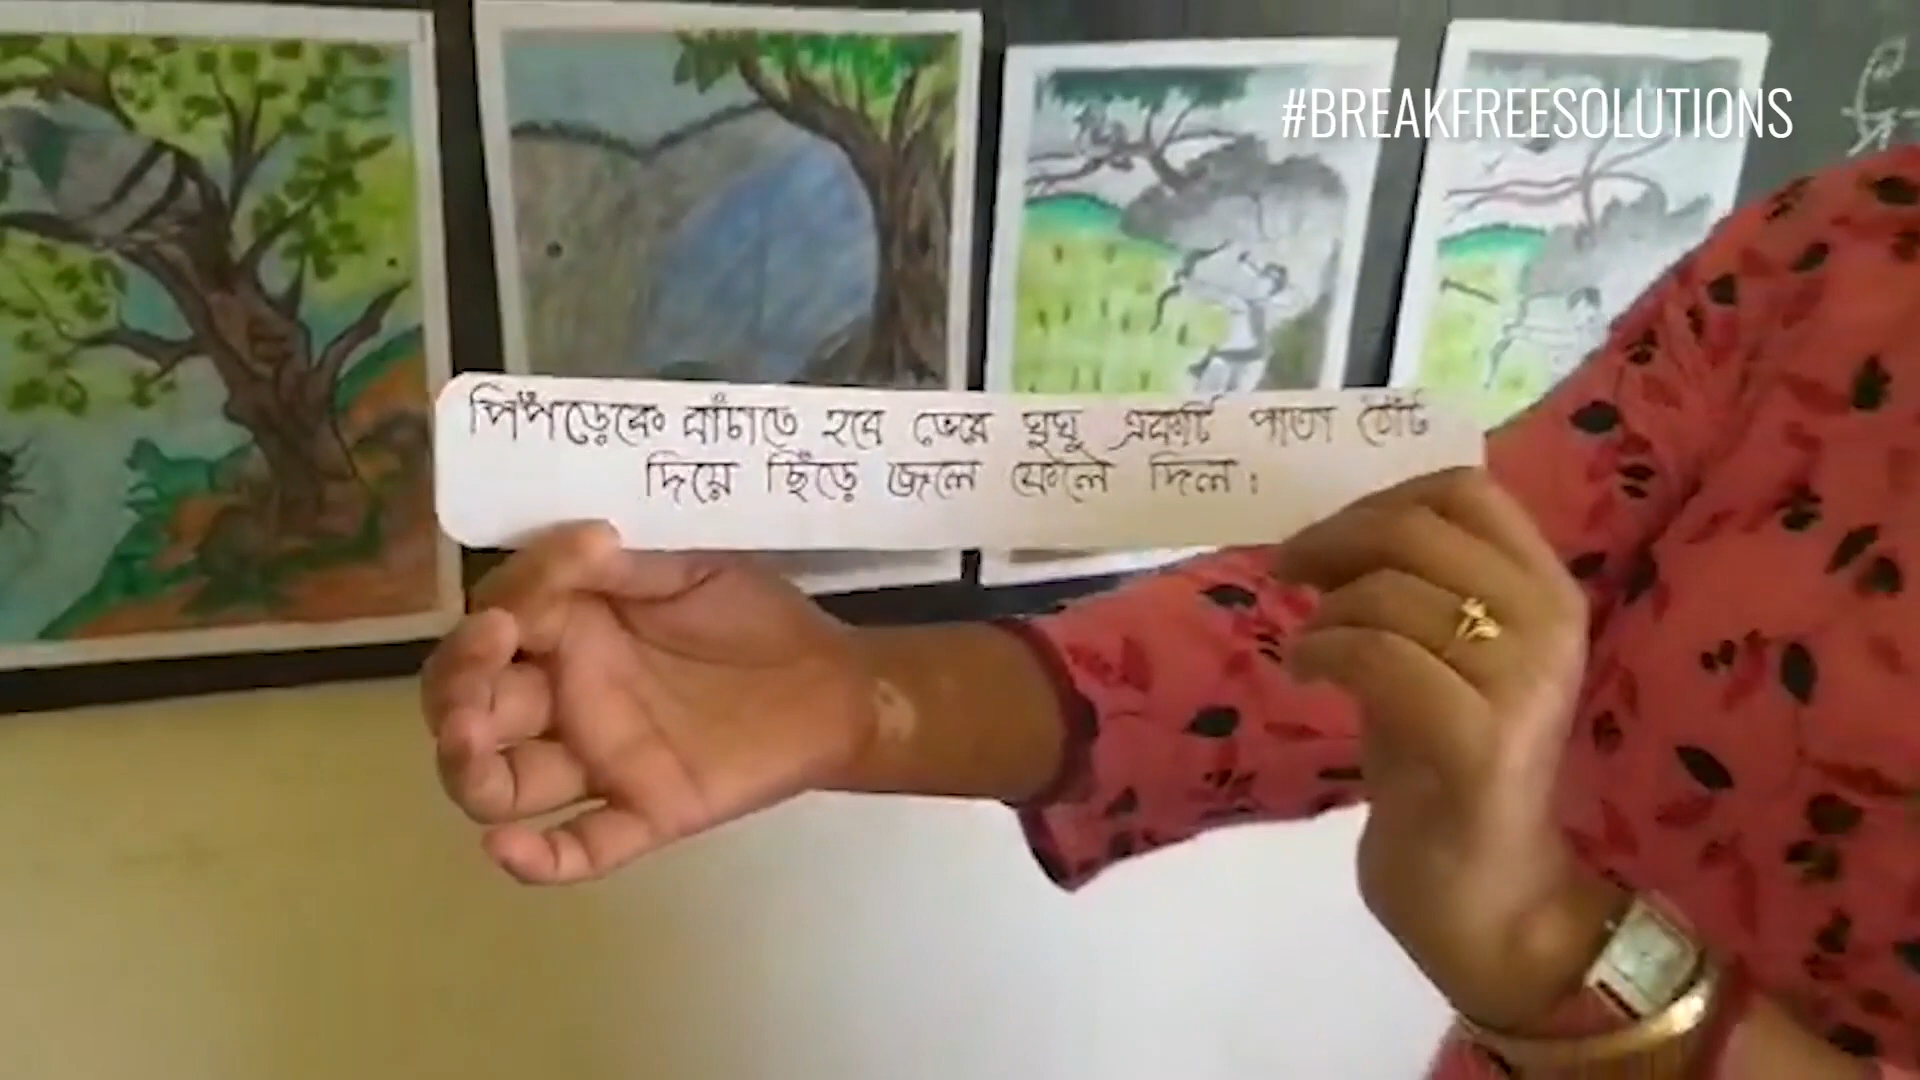 #BREAKFREESOLUTIONS
পিঁপড়েকে বাঁচাতে হবে ভেবে ঘুঘু একটি পাতা ঠোঁট
দিয়ে ছিঁড়ে জলে ফেলে দিল।